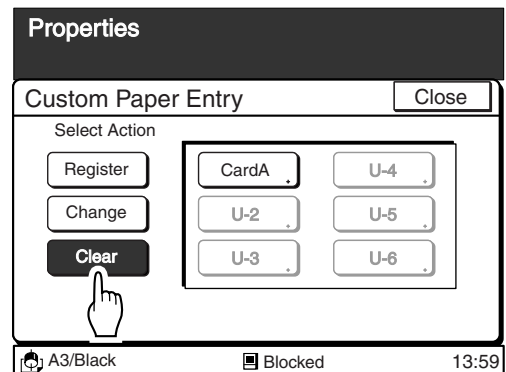 Properties
Custom Paper Entry Close
Select Action
Register CardA U-4
Change U-2 U-5
Clear U-3 U-6
A3/Black Blocked 13:59